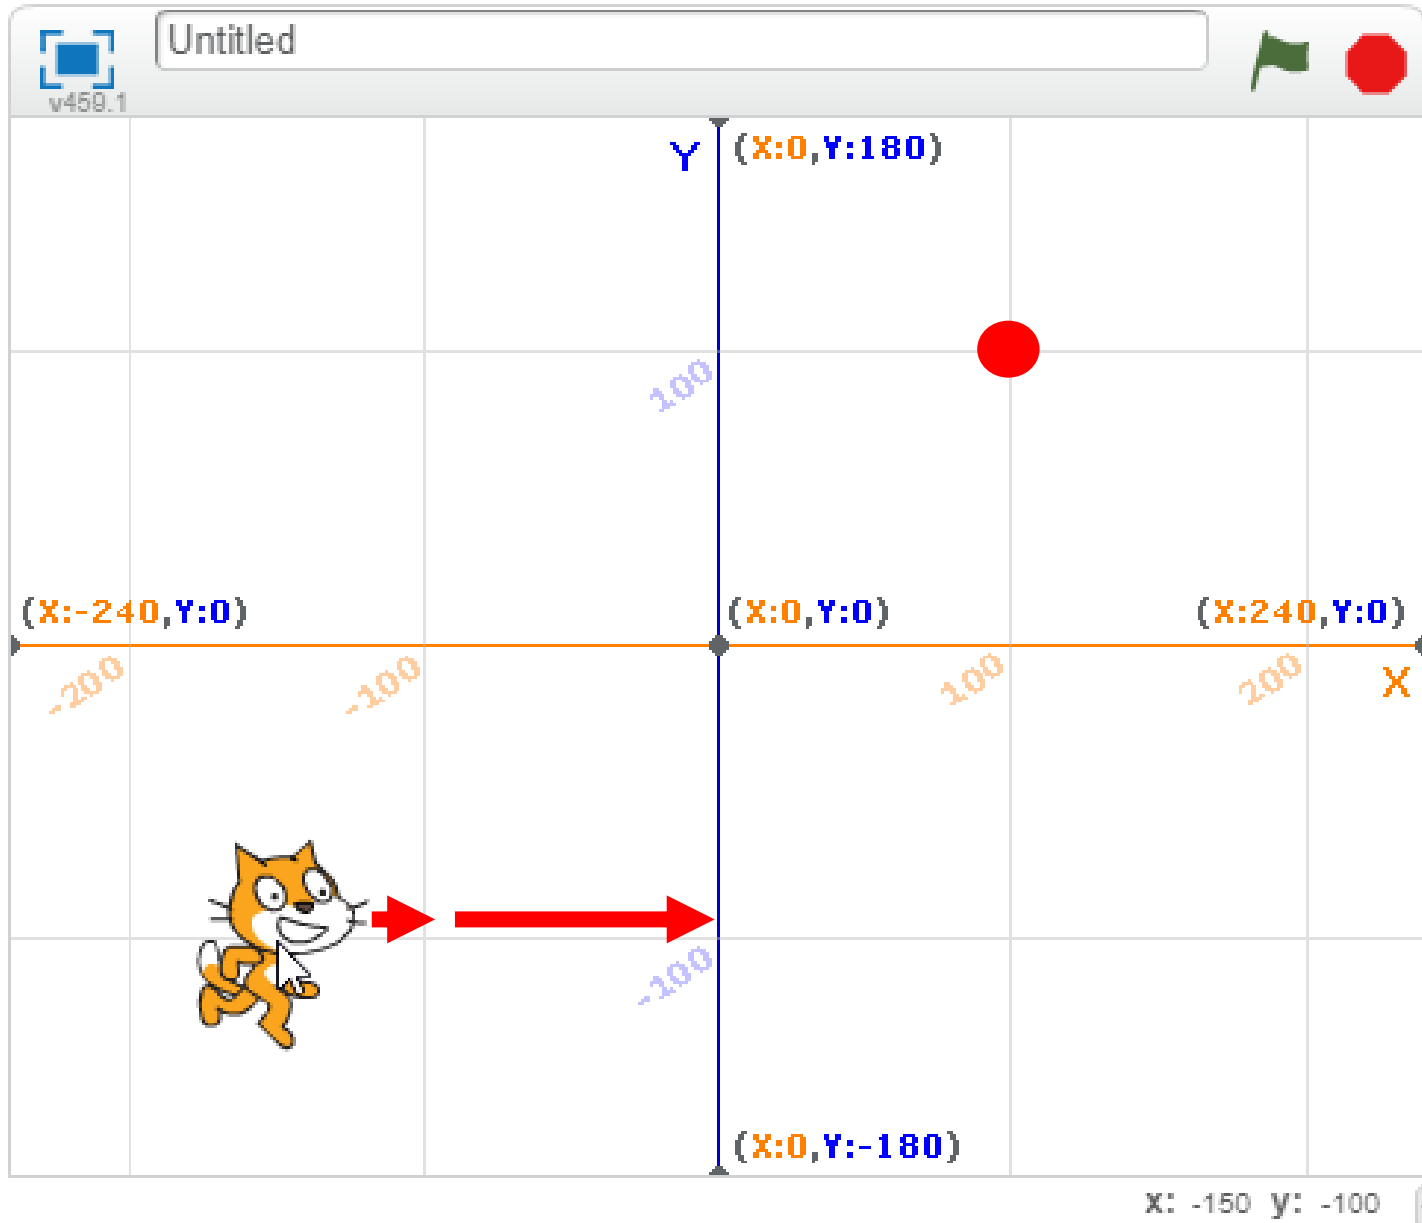 Untitled
v459.1
Y (X:0,Y:180)
100
(X:-240,Y:0) (X:0,Y:0) (X:240,Y:0)
-200 -100 100 200 X
-100
(X:0,Y:-180)
x: -150 y: -100